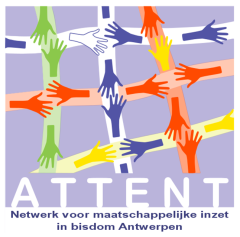 ATTENT
Netwerk voor maatschappelijke inzet
in bisdom Antwerpen